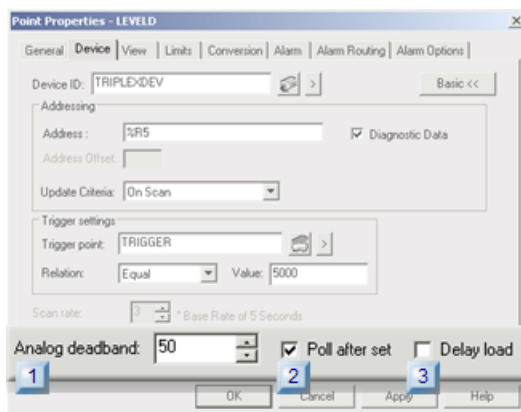 Point Properties - LEVELD
General Device View Limits Conversion Alarm Alarm Routing Alarm Options
Device ID: TRIPLEXDEV > Basic <<
Addressing
Address : %R5 Diagnostic Data
Address Offset:
Update Criteria: On Scan
Trigger settings
Trigger point: TRIGGER >
Relation: Equal Value: 5000
Scan rate: 3 * Base Rate of 5 Seconds
Analog deadband: 50 Poll after set Delay load
1 2 3
OK Cancel Apply Help